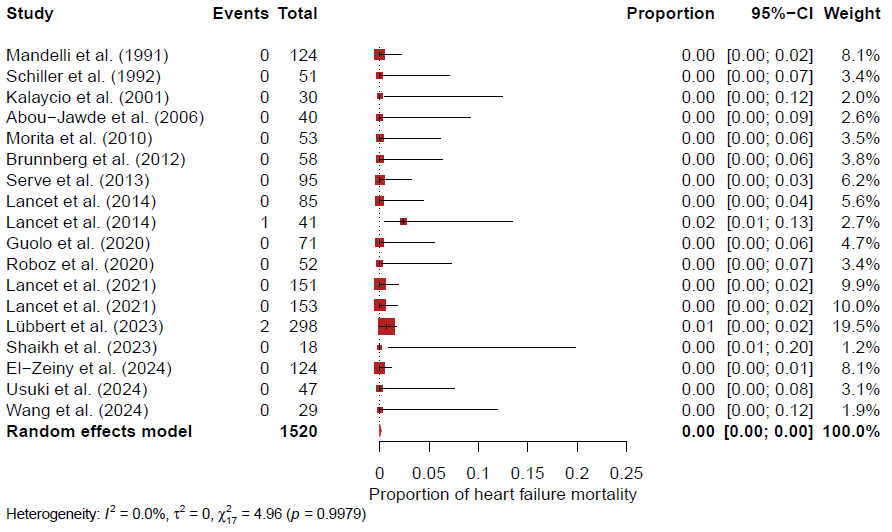 Study Events Total Proportion 95%−CI Weight
Mandelli et al. (1991) 0 124 0.00 [0.00; 0.02] 8.1%
Schiller et al. (1992) 0 51 0.00 [0.00; 0.07] 3.4%
Kalaycio et al. (2001) 0 30 0.00 [0.00; 0.12] 2.0%
Abou−Jawde et al. (2006) 0 40 0.00 [0.00; 0.09] 2.6%
Morita et al. (2010) 0 53 0.00 [0.00; 0.06] 3.5%
Brunnberg et al. (2012) 0 58 0.00 [0.00; 0.06] 3.8%
Serve et al. (2013) 0 95 0.00 [0.00; 0.03] 6.2%
Lancet et al. (2014) 0 85 0.00 [0.00; 0.04] 5.6%
Lancet et al. (2014) 1 41 0.02 [0.01; 0.13] 2.7%
Guolo et al. (2020) 0 71 0.00 [0.00; 0.06] 4.7%
Roboz et al. (2020) 0 52 0.00 [0.00; 0.07] 3.4%
Lancet et al. (2021) 0 151 0.00 [0.00; 0.02] 9.9%
Lancet et al. (2021) 0 153 0.00 [0.00; 0.02] 10.0%
Lübbert et al. (2023) 2 298 0.01 [0.00; 0.02] 19.5%
Shaikh et al. (2023) 0 18 0.00 [0.01; 0.20] 1.2%
El−Zeiny et al. (2024) 0 124 0.00 [0.00; 0.01] 8.1%
Usuki et al. (2024) 0 47 0.00 [0.00; 0.08] 3.1%
Wang et al. (2024) 0 29 0.00 [0.00; 0.12] 1.9%
Random effects model 1520 0.00 [0.00; 0.00] 100.0%
0 0.05 0.1 0.15 0.2 0.25
Proportion of heart failure mortality
Heterogeneity: I² = 0.0%, τ² = 0, χ²₁₇ = 4.96 (p = 0.9979)